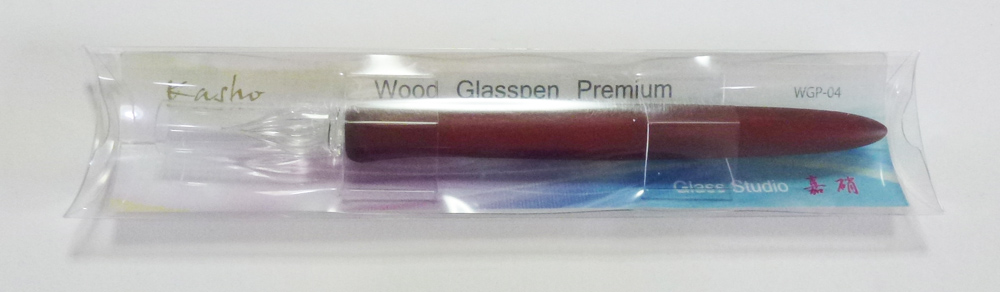 Kasho
Wood Glasspen Premium
WGP-04
Glass Studio 嘉硝